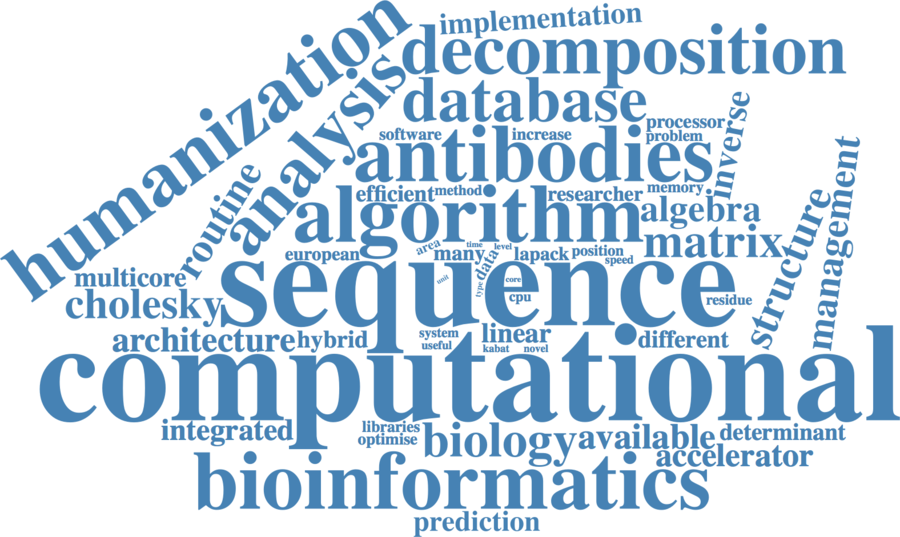 implementation
humanization
decomposition
analysis
database
processor
software
increase
problem
antibodies
inverse
routine
efficient
method
researcher
memory
algorithm
algebra
structure
management
european
area
many
time
level
lapack
position
speed
matrix
multicore
sequence
unit
data
type
core
cpu
cholesky
residue
architecture
hybrid
system
useful
linear
kabat
novel
different
computational
integrated
libraries
optimise
biology
available
determinant
accelerator
bioinformatics
prediction